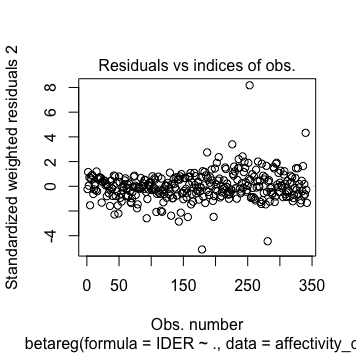 Residuals vs indices of obs.
Standardized weighted residuals 2
8
6
4
2
0
-4
0 50 150 250 350
Obs. number
betareg(formula = IDER ~ ., data = affectivity_